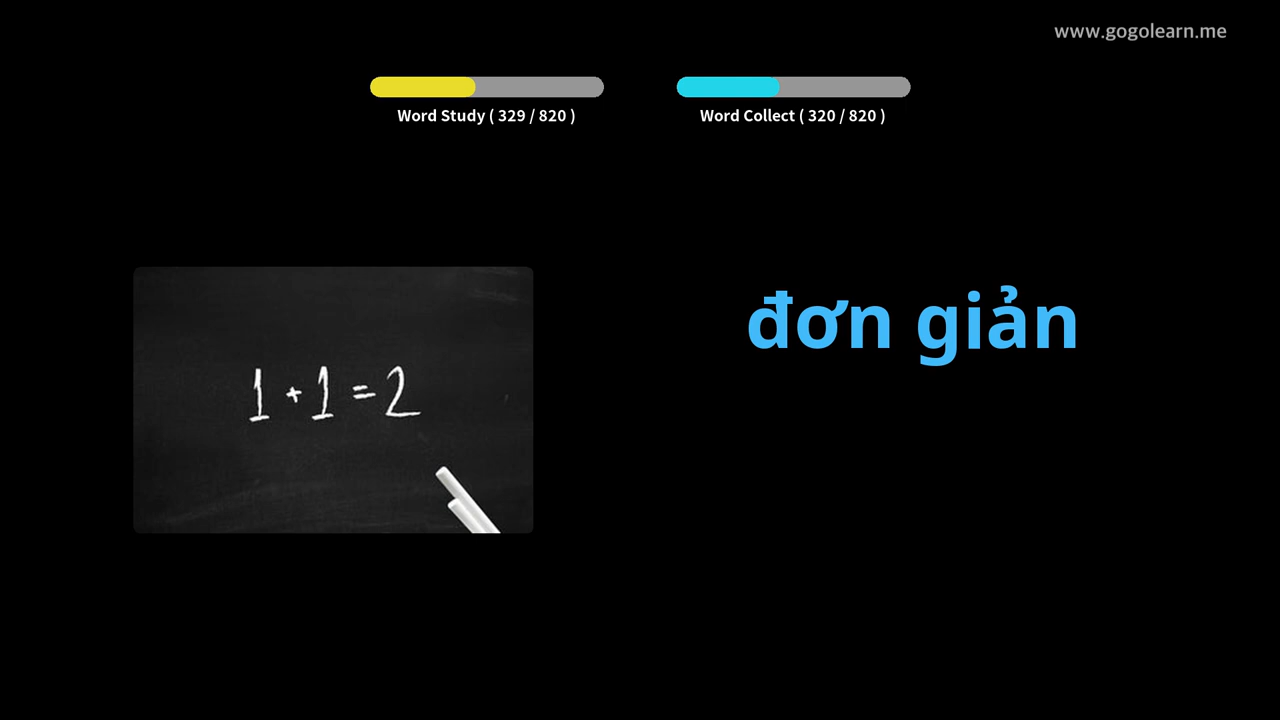 www.gogolearn.me
Word Study ( 329 / 820 )
Word Collect ( 320 / 820 )
đơn giản
1 + 1 = 2